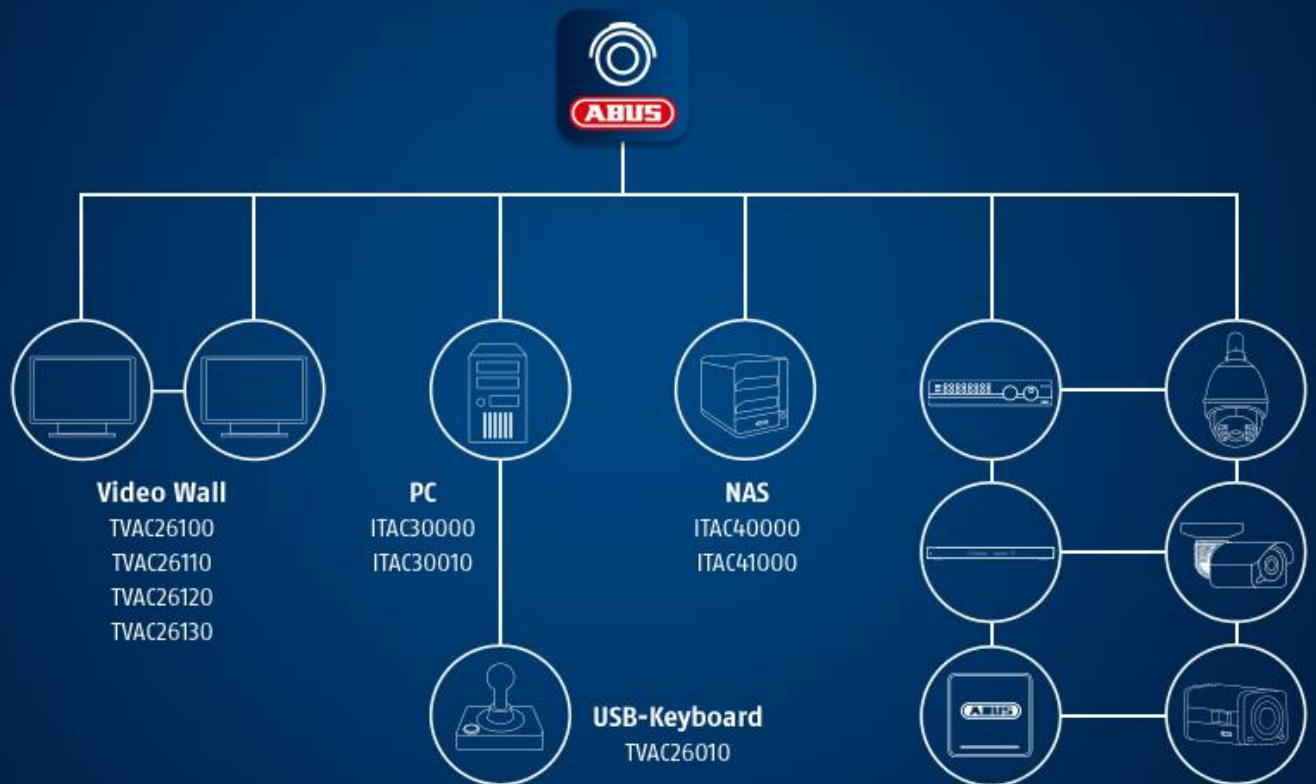 ABUS
Video Wall
TVAC26100
TVAC26110
TVAC26120
TVAC26130
PC
ITAC30000
ITAC30010
NAS
ITAC40000
ITAC41000
USB-Keyboard
TVAC26010
ABUS